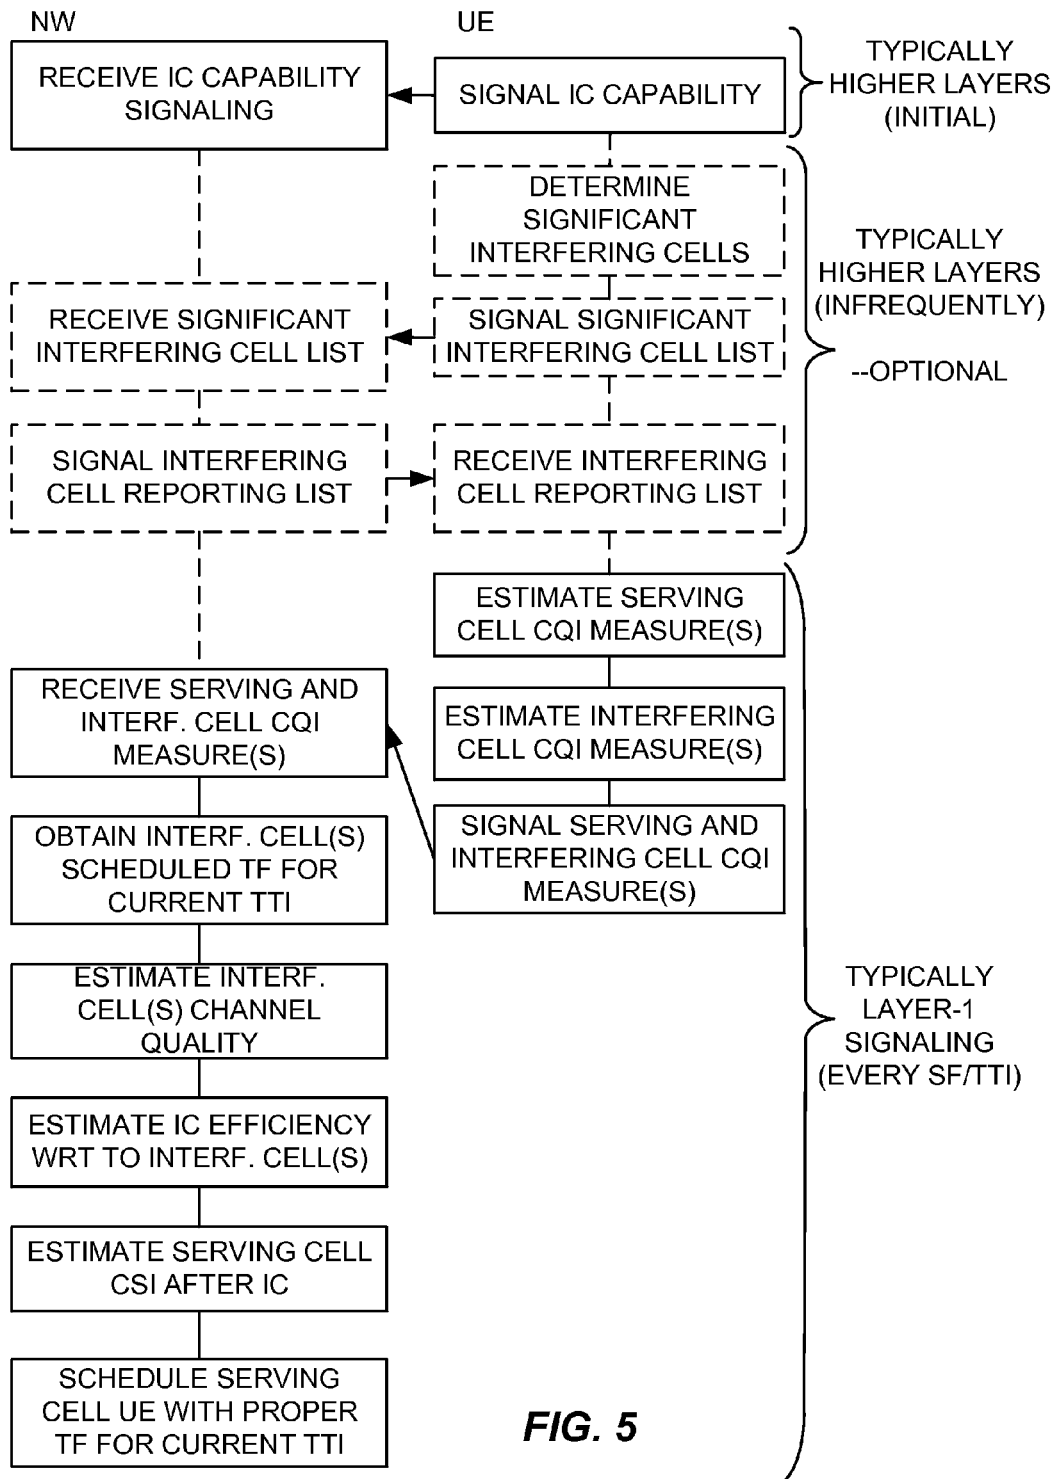 NW
UE
RECEIVE IC CAPABILITY
SIGNALING
SIGNAL IC CAPABILITY
TYPICALLY
HIGHER LAYERS
(INITIAL)
DETERMINE
SIGNIFICANT
INTERFERING CELLS
RECEIVE SIGNIFICANT
INTERFERING CELL LIST
SIGNAL SIGNIFICANT
INTERFERING CELL LIST
SIGNAL INTERFERING
CELL REPORTING LIST
RECEIVE INTERFERING
CELL REPORTING LIST
TYPICALLY
HIGHER LAYERS
(INFREQUENTLY)
--OPTIONAL
ESTIMATE SERVING
CELL CQI MEASURE(S)
ESTIMATE INTERFERING
CELL CQI MEASURE(S)
SIGNAL SERVING AND
INTERFERING CELL CQI
MEASURE(S)
RECEIVE SERVING AND
INTERF. CELL CQI
MEASURE(S)
OBTAIN INTERF. CELL(S)
SCHEDULED TF FOR
CURRENT TTI
ESTIMATE INTERF.
CELL(S) CHANNEL
QUALITY
ESTIMATE IC EFFICIENCY
WRT TO INTERF. CELL(S)
ESTIMATE SERVING CELL
CSI AFTER IC
SCHEDULE SERVING
CELL UE WITH PROPER
TF FOR CURRENT TTI
TYPICALLY
LAYER-1
SIGNALING
(EVERY SF/TTI)
FIG. 5